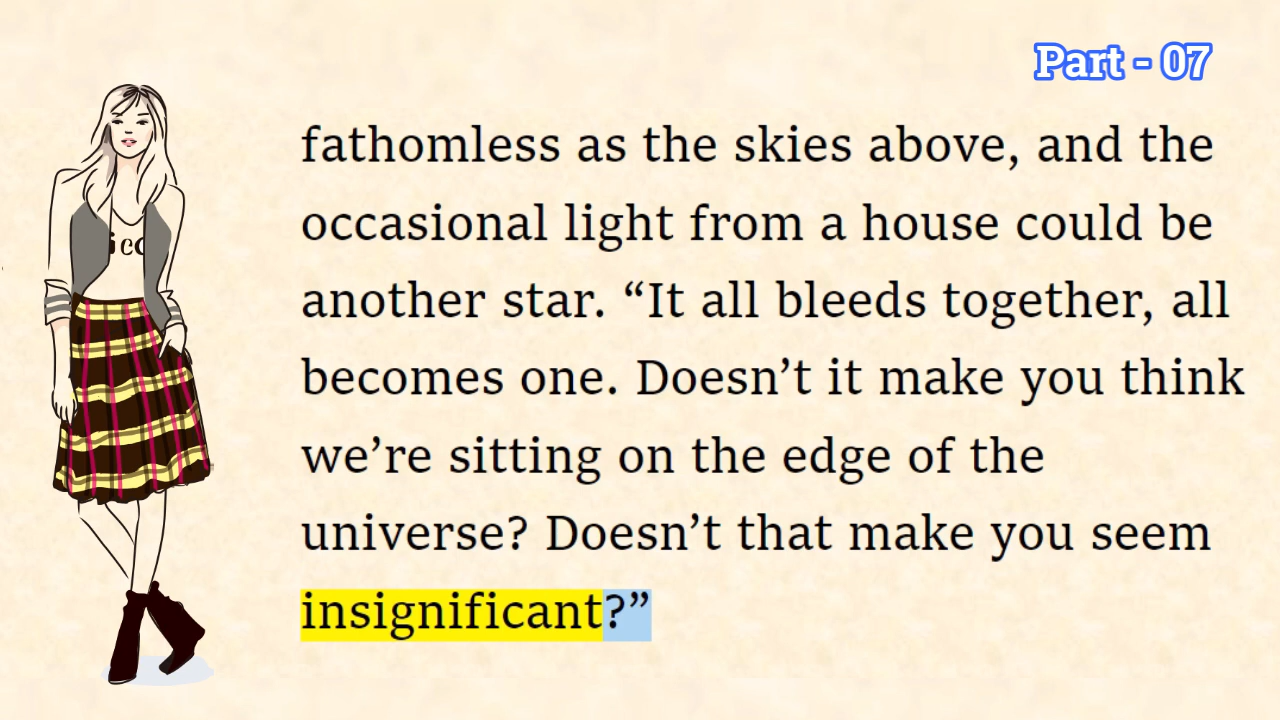 Part - 07
fathomless as the skies above, and the
occasional light from a house could be
another star. “It all bleeds together, all
becomes one. Doesn’t it make you think
we’re sitting on the edge of the
universe? Doesn’t that make you seem
insignificant?”